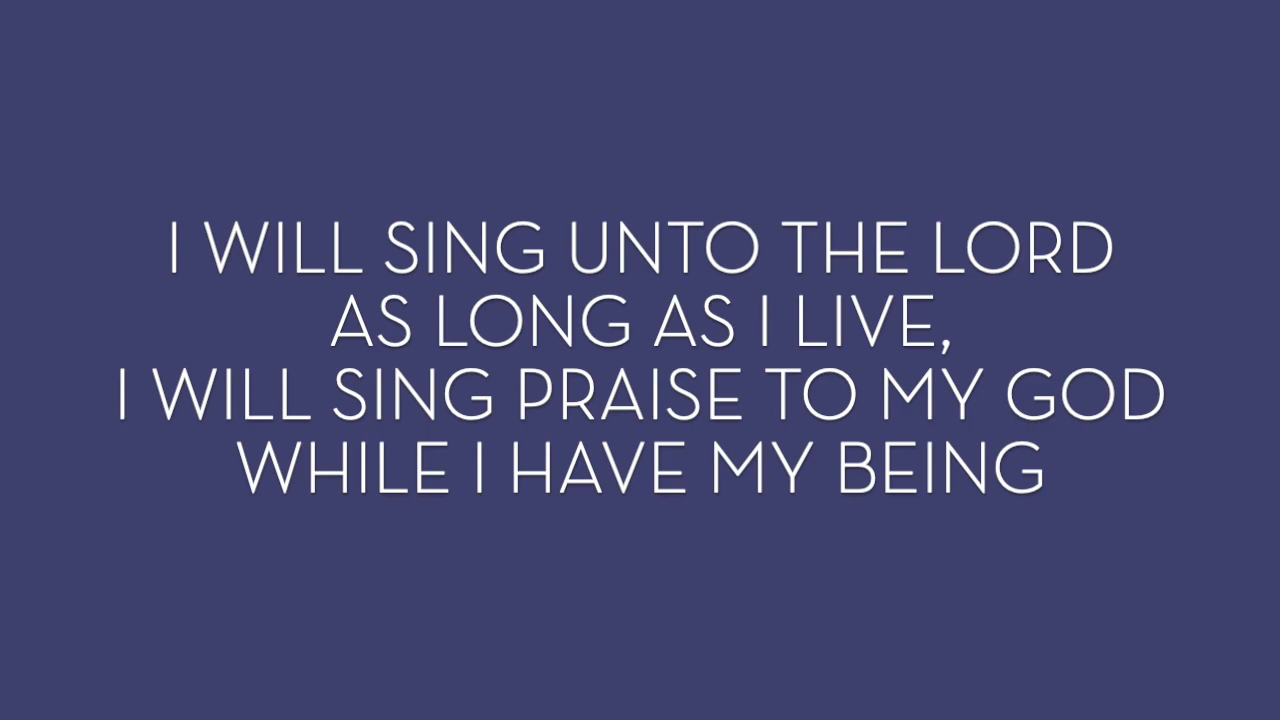 I WILL SING UNTO THE LORD
AS LONG AS I LIVE,
I WILL SING PRAISE TO MY GOD
WHILE I HAVE MY BEING